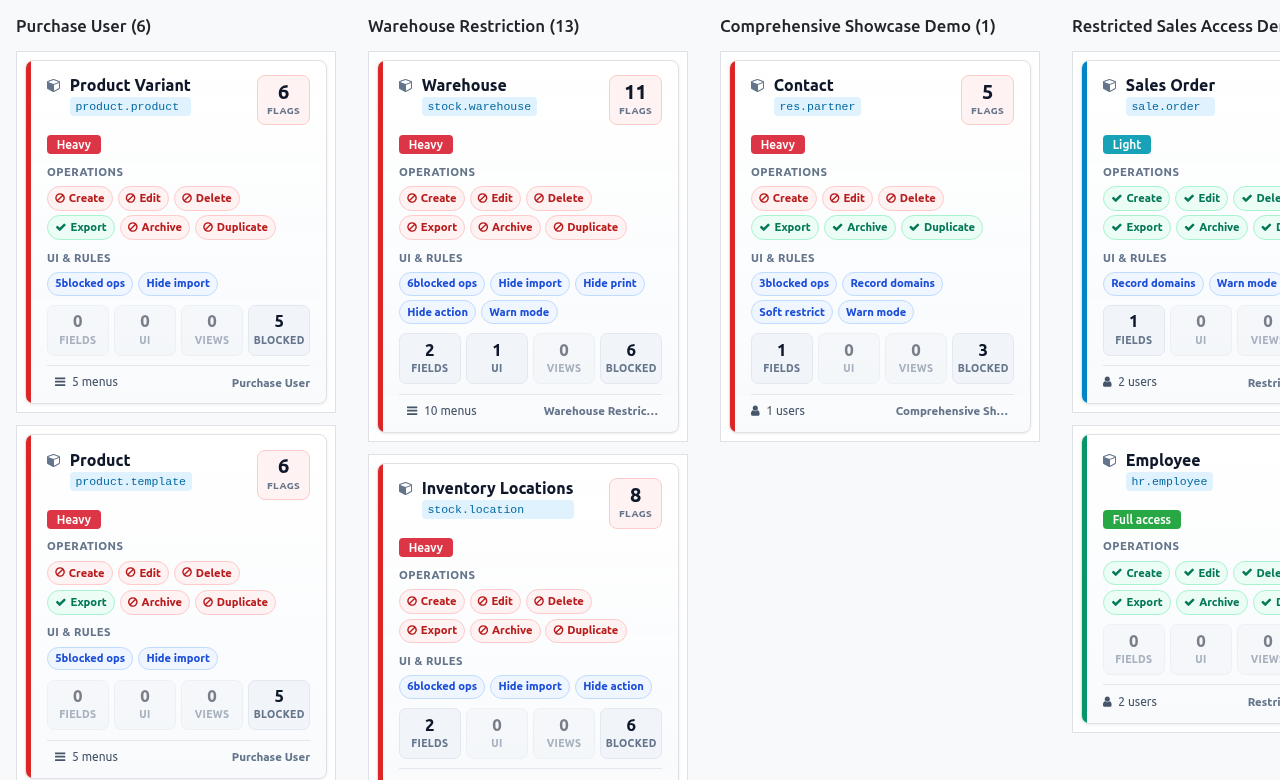 Purchase User (6)
Product Variant
product.product
6
FLAGS
Heavy
OPERATIONS
Create Edit Delete
Export Archive Duplicate
UI & RULES
5blocked ops Hide import
0 0 0 5
FIELDS UI VIEWS BLOCKED
5 menus Purchase User
Product
product.template
6
FLAGS
Heavy
OPERATIONS
Create Edit Delete
Export Archive Duplicate
UI & RULES
5blocked ops Hide import
0 0 0 5
FIELDS UI VIEWS BLOCKED
5 menus Purchase User
Warehouse Restriction (13)
Warehouse
stock.warehouse
11
FLAGS
Heavy
OPERATIONS
Create Edit Delete
Export Archive Duplicate
UI & RULES
6blocked ops Hide import Hide print
Hide action Warn mode
2 1 0 6
FIELDS UI VIEWS BLOCKED
10 menus Warehouse Restric...
Inventory Locations
stock.location
8
FLAGS
Heavy
OPERATIONS
Create Edit Delete
Export Archive Duplicate
UI & RULES
6blocked ops Hide import Hide action
2 0 0 6
FIELDS UI VIEWS BLOCKED
Comprehensive Showcase Demo (1)
Contact
res.partner
5
FLAGS
Heavy
OPERATIONS
Create Edit Delete
Export Archive Duplicate
UI & RULES
3blocked ops Record domains
Soft restrict Warn mode
1 0 0 3
FIELDS UI VIEWS BLOCKED
1 users Comprehensive Sh...
Restricted Sales Access
Sales Order
sale.order
Light
OPERATIONS
Create Edit
Export Archive
UI & RULES
Record domains Warn mode
1 0 0
FIELDS UI
2 users
Employee
hr.employee
Full access
OPERATIONS
Create Edit
Export Archive
0 0 0
FIELDS UI
2 users